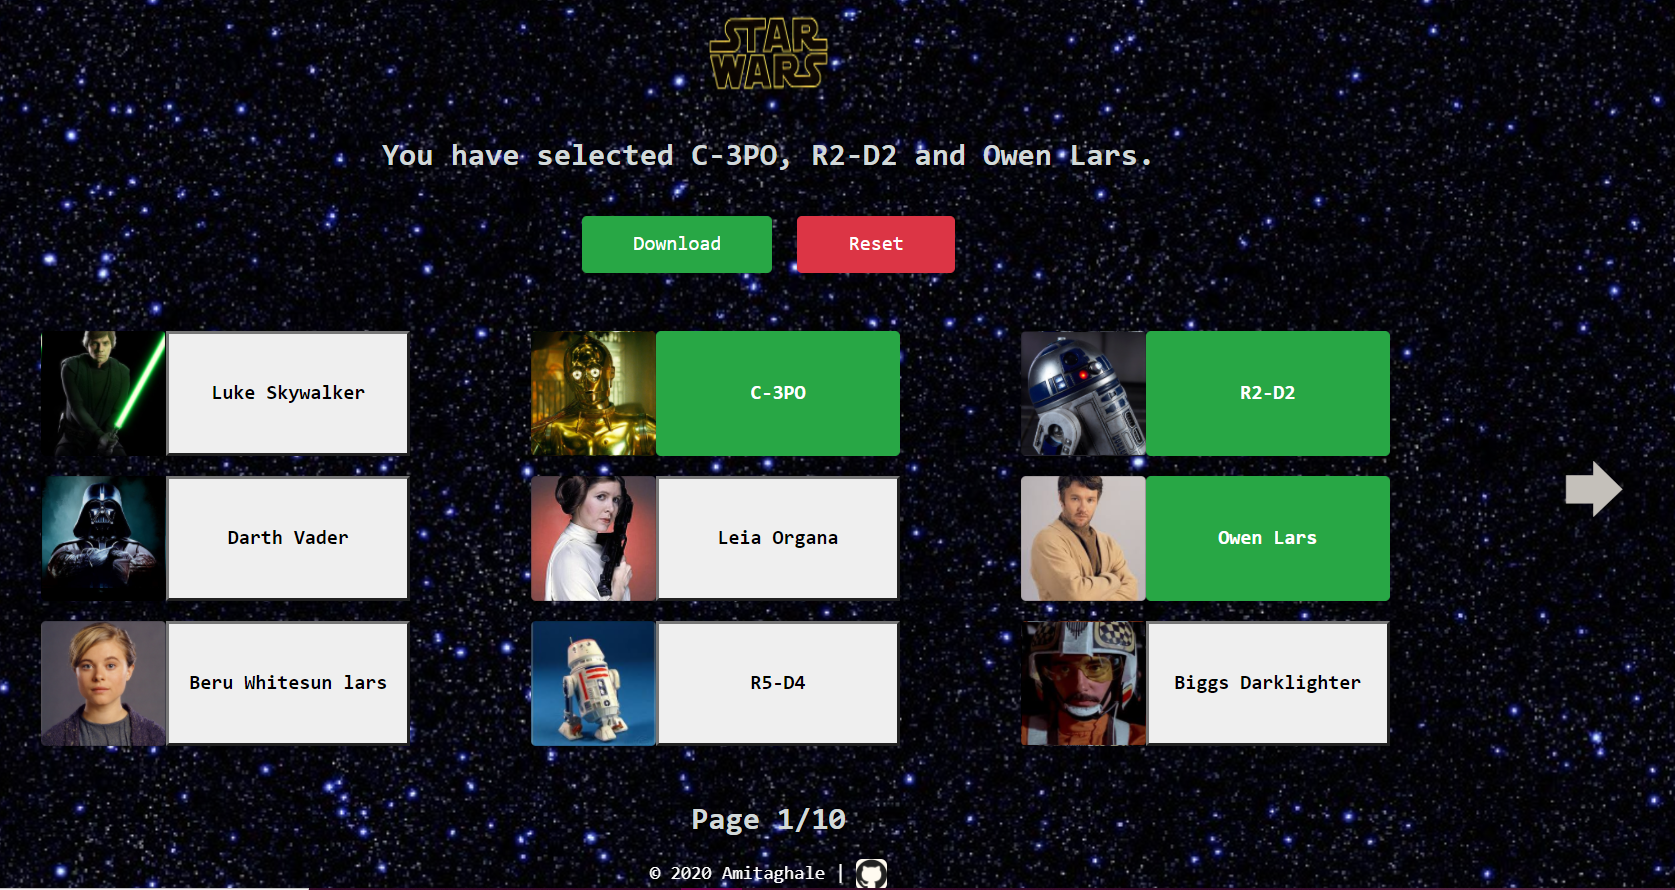 STAR
WARS
You have selected C-3PO, R2-D2 and Owen Lars.
Download
Reset
Luke Skywalker
C-3PO
R2-D2
Darth Vader
Leia Organa
Owen Lars
Beru Whitesun lars
R5-D4
Biggs Darklighter
Page 1/10
© 2020 Amitaghale |